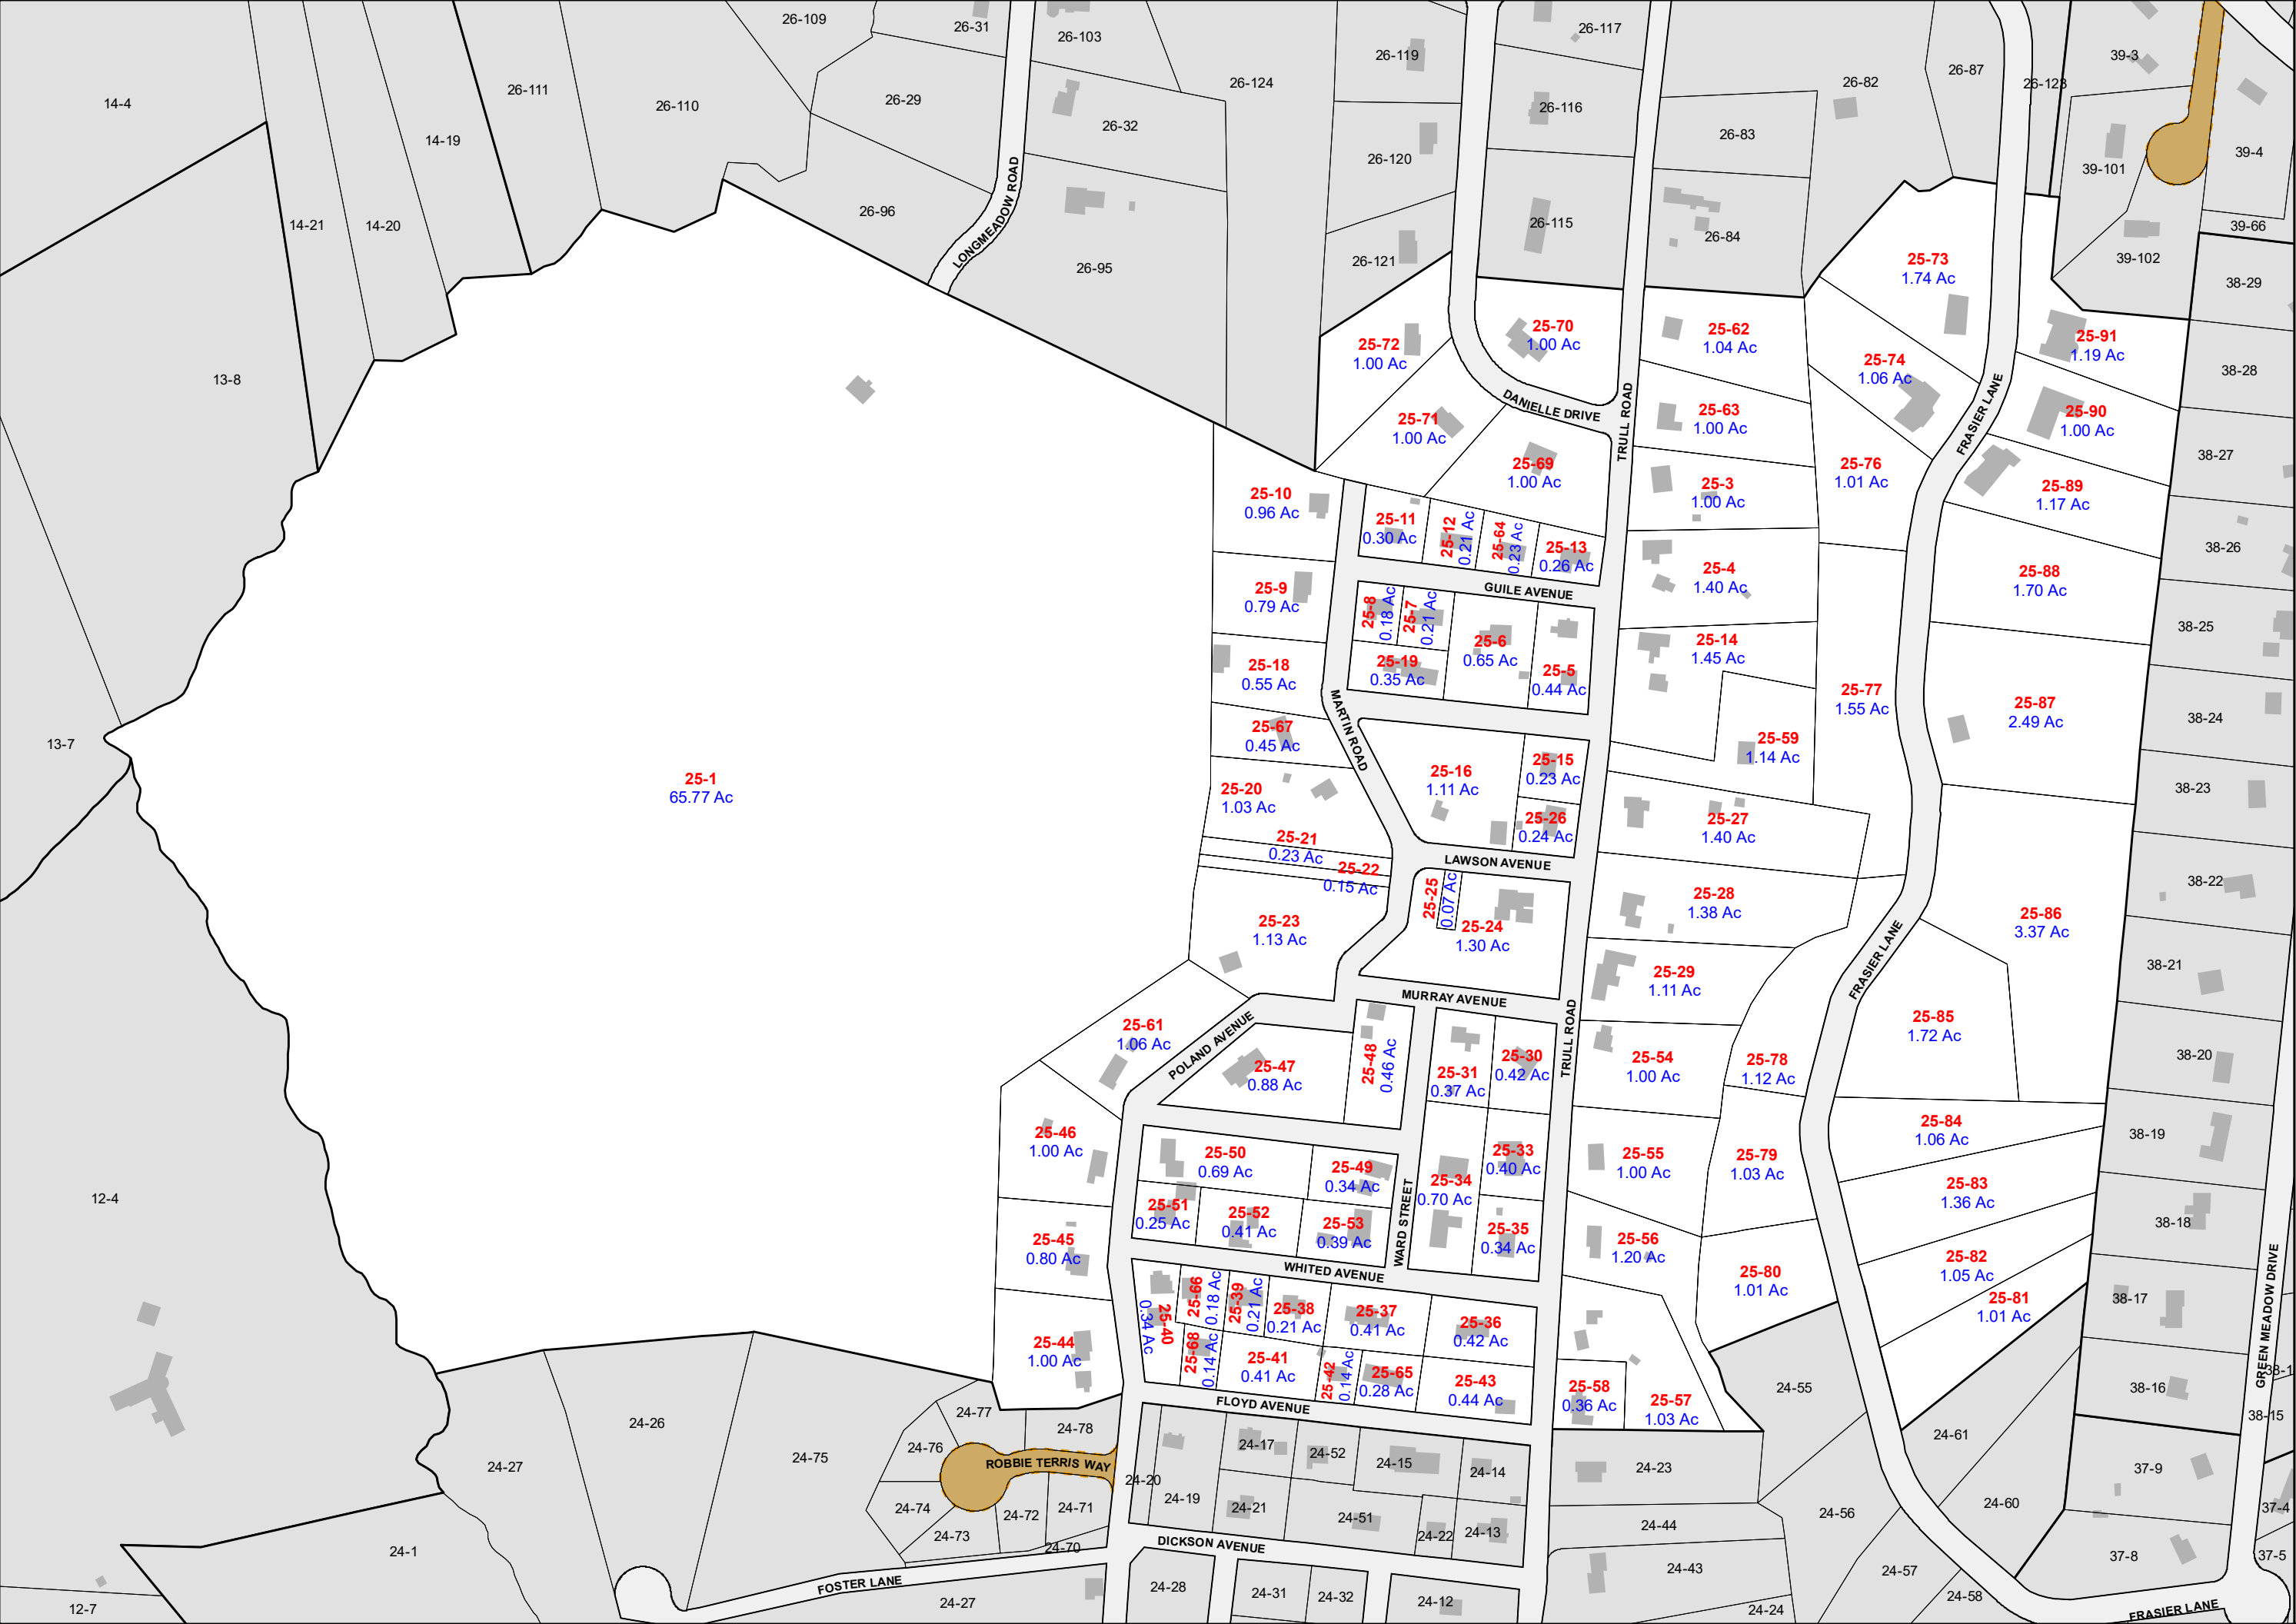 26-109
26-31
26-103
26-117
26-119
26-124
26-82
26-87
26-123
39-3
14-4
26-111
26-110
26-29
26-32
26-116
26-83
14-19
26-120
39-101
39-4
LONGMEADOW ROAD
26-96
14-21
14-20
26-115
26-84
39-66
26-95
26-121
39-102
38-29
25-73
1.74 Ac
25-72
1.00 Ac
25-70
1.00 Ac
25-62
1.04 Ac
25-74
1.06 Ac
25-91
1.19 Ac
13-8
38-28
DANIELLE DRIVE
TRULL ROAD
FRASIER LANE
25-71
1.00 Ac
25-63
1.00 Ac
25-90
1.00 Ac
25-69
1.00 Ac
25-76
1.01 Ac
38-27
25-10
0.96 Ac
25-3
1.00 Ac
25-89
1.17 Ac
25-11
0.30 Ac
25-12
0.21 Ac
25-64
0.23 Ac
25-13
0.26 Ac
38-26
25-9
0.79 Ac
GUILE AVENUE
25-4
1.40 Ac
25-88
1.70 Ac
25-8
0.18 Ac
25-7
0.21 Ac
25-6
0.65 Ac
25-5
0.44 Ac
25-14
1.45 Ac
38-25
25-18
0.55 Ac
25-19
0.35 Ac
25-77
1.55 Ac
25-87
2.49 Ac
38-24
13-7
25-67
0.45 Ac
MARTIN ROAD
25-59
1.14 Ac
25-1
65.77 Ac
25-20
1.03 Ac
25-16
1.11 Ac
25-15
0.23 Ac
38-23
25-21
0.23 Ac
25-26
0.24 Ac
25-27
1.40 Ac
25-22
0.15 Ac
LAWSON AVENUE
25-25
0.07 Ac
25-28
1.38 Ac
38-22
25-23
1.13 Ac
25-24
1.30 Ac
25-86
3.37 Ac
FRASIER LANE
25-29
1.11 Ac
38-21
MURRAY AVENUE
25-61
1.06 Ac
POLAND AVENUE
TRULL ROAD
25-85
1.72 Ac
25-47
0.88 Ac
25-48
0.46 Ac
25-31
0.37 Ac
25-30
0.42 Ac
25-54
1.00 Ac
25-78
1.12 Ac
38-20
25-46
1.00 Ac
25-84
1.06 Ac
38-19
25-50
0.69 Ac
25-49
0.34 Ac
25-34
0.70 Ac
25-33
0.40 Ac
25-55
1.00 Ac
25-79
1.03 Ac
12-4
25-83
1.36 Ac
25-51
0.25 Ac
25-52
0.41 Ac
25-53
0.39 Ac
WARD STREET
25-35
0.34 Ac
25-56
1.20 Ac
38-18
25-45
0.80 Ac
25-82
1.05 Ac
WHITED AVENUE
25-80
1.01 Ac
25-81
1.01 Ac
38-17
GREEN MEADOW DRIVE
25-40
0.34 Ac
25-66
0.18 Ac
25-39
0.21 Ac
25-38
0.21 Ac
25-37
0.41 Ac
25-36
0.42 Ac
25-44
1.00 Ac
25-68
0.14 Ac
25-41
0.41 Ac
25-42
0.14 Ac
25-65
0.28 Ac
25-43
0.44 Ac
25-58
0.36 Ac
25-57
1.03 Ac
24-55
38-16
38-1
38-15
FLOYD AVENUE
24-77
24-26
24-78
24-76
24-75
24-27
ROBBIE TERRIS WAY
24-20
24-17
24-52
24-15
24-14
24-23
24-61
37-9
24-19
24-21
24-51
24-22
24-13
24-74
24-73
24-72
24-71
24-70
24-44
24-56
24-60
37-4
24-1
DICKSON AVENUE
24-43
24-57
37-8
37-5
FOSTER LANE
24-28
24-31
24-32
24-12
24-58
12-7
24-27
24-24
FRASIER LANE